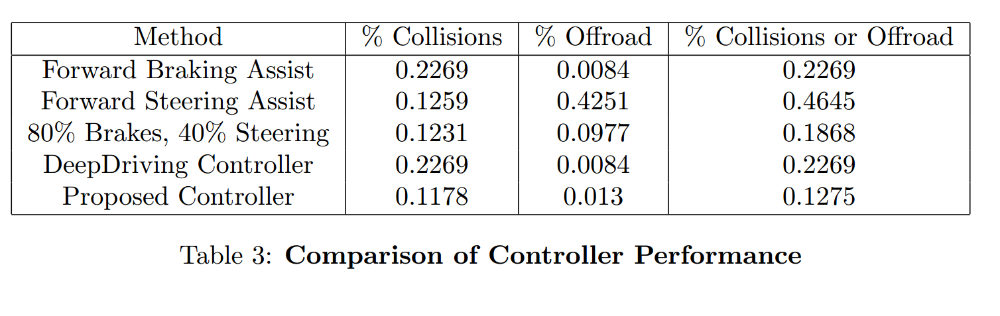 Method % Collisions % Offroad % Collisions or Offroad
Forward Braking Assist 0.2269 0.0084 0.2269
Forward Steering Assist 0.1259 0.4251 0.4645
80% Brakes, 40% Steering 0.1231 0.0977 0.1868
DeepDriving Controller 0.2269 0.0084 0.2269
Proposed Controller 0.1178 0.013 0.1275
Table 3: Comparison of Controller Performance